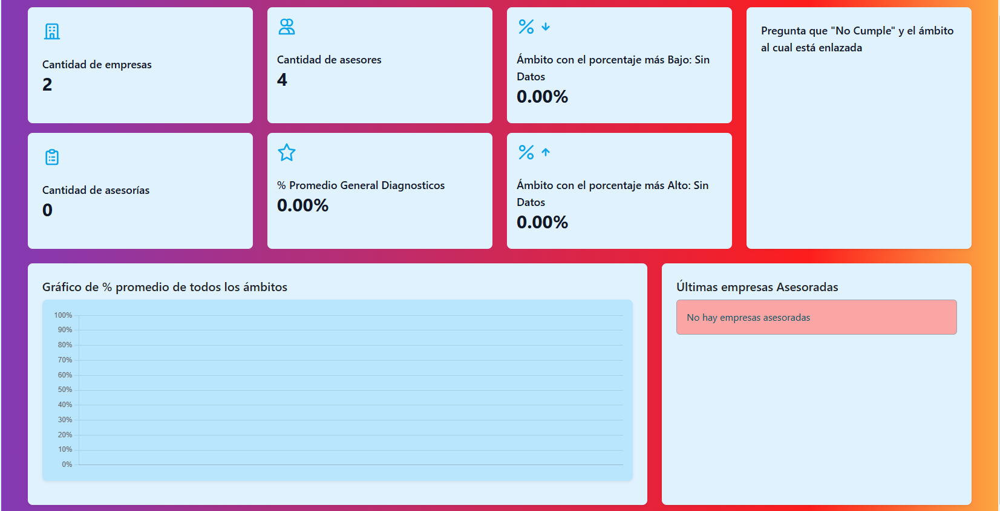 Cantidad de empresas
2
Cantidad de asesores
4
Ámbito con el porcentaje más Bajo: Sin
Datos
0.00%
Pregunta que "No Cumple" y el ámbito
al cual está enlazada
Cantidad de asesorías
0
% Promedio General Diagnosticos
0.00%
Ámbito con el porcentaje más Alto: Sin
Datos
0.00%
Gráfico de % promedio de todos los ámbitos
100%
90%
80%
70%
60%
50%
40%
30%
20%
10%
0%
Últimas empresas Asesoradas
No hay empresas asesoradas